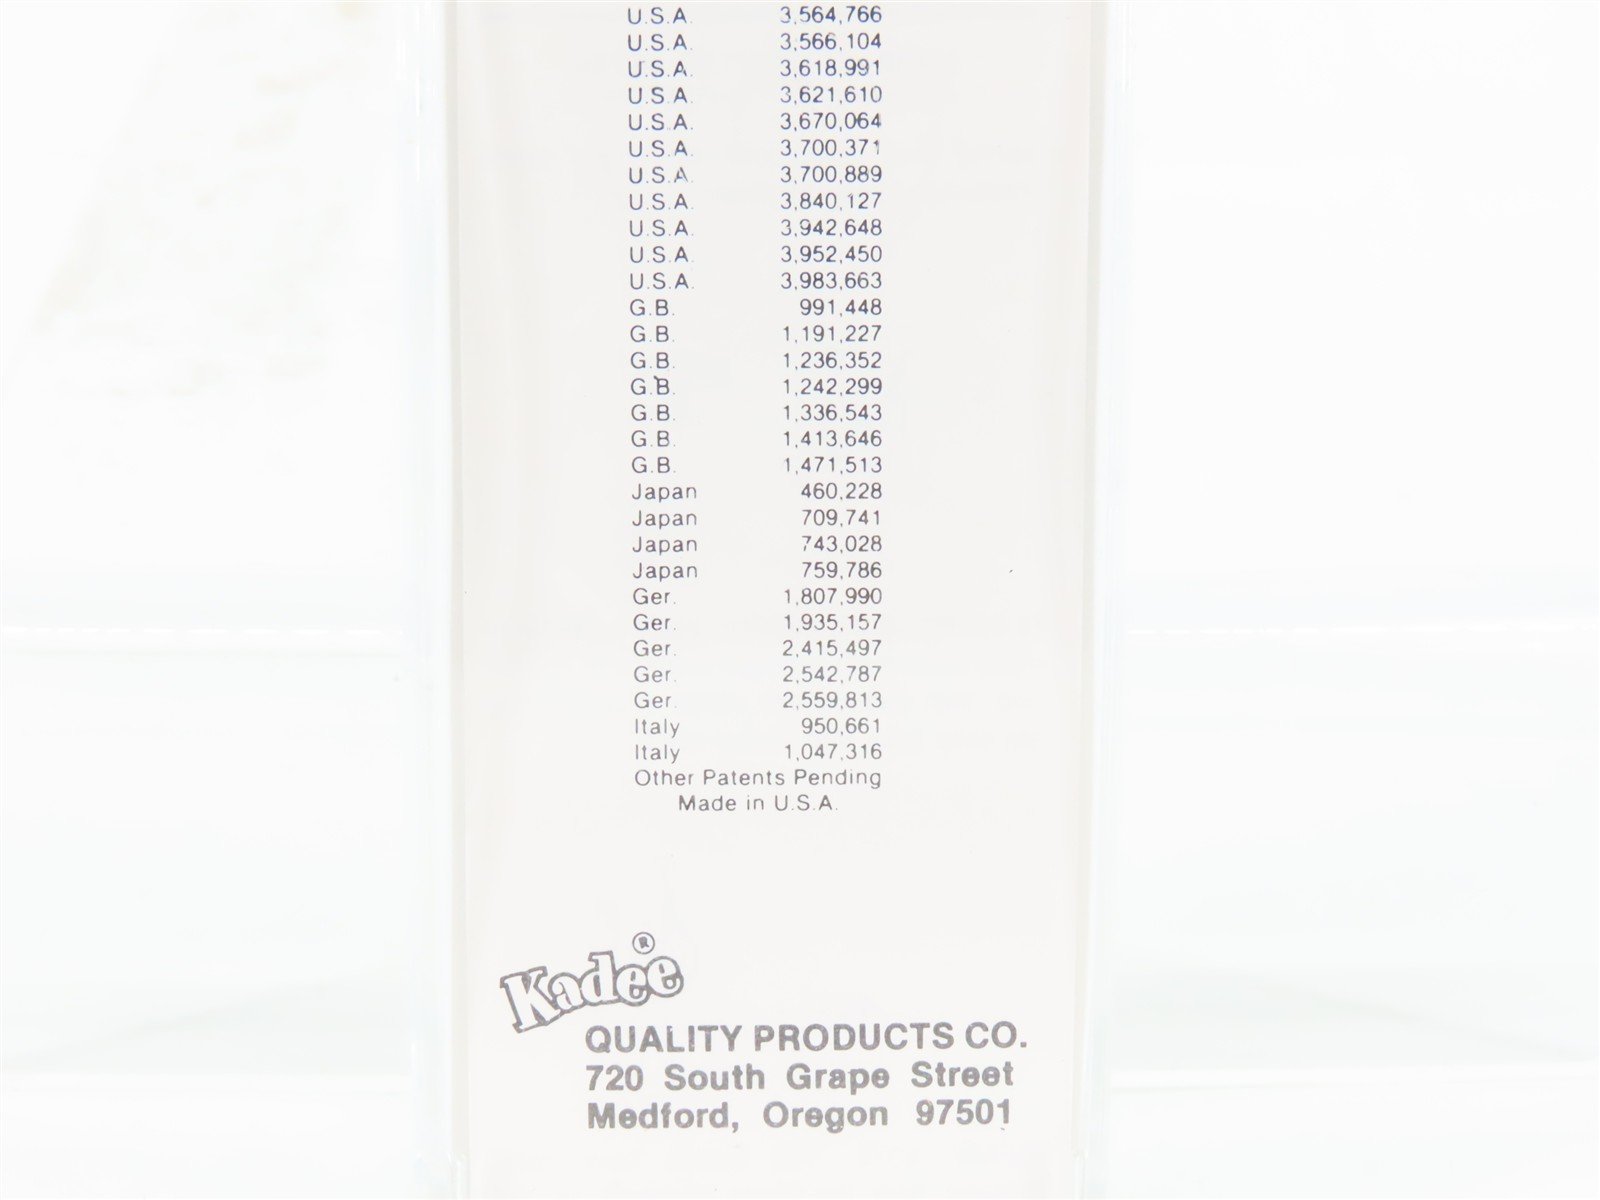 U.S.A. 3,564,766
U.S.A. 3,566,104
U.S.A. 3,618,991
U.S.A. 3,621,610
U.S.A. 3,670,064
U.S.A. 3,700,371
U.S.A. 3,700,889
U.S.A. 3,840,127
U.S.A. 3,942,648
U.S.A. 3,952,450
U.S.A. 3,983,663
G.B. 991,448
G.B. 1,191,227
G.B. 1,236,352
G.B. 1,242,299
G.B. 1,336,543
G.B. 1,413,646
G.B. 1,471,513
Japan 460,228
Japan 709,741
Japan 743,028
Japan 759,786
Ger. 1,807,990
Ger. 1,935,157
Ger. 2,415,497
Ger. 2,542,787
Ger. 2,559,813
Italy 950,661
Italy 1,047,316
Other Patents Pending
Made in U.S.A.
Kadee®
QUALITY PRODUCTS CO.
720 South Grape Street
Medford, Oregon 97501